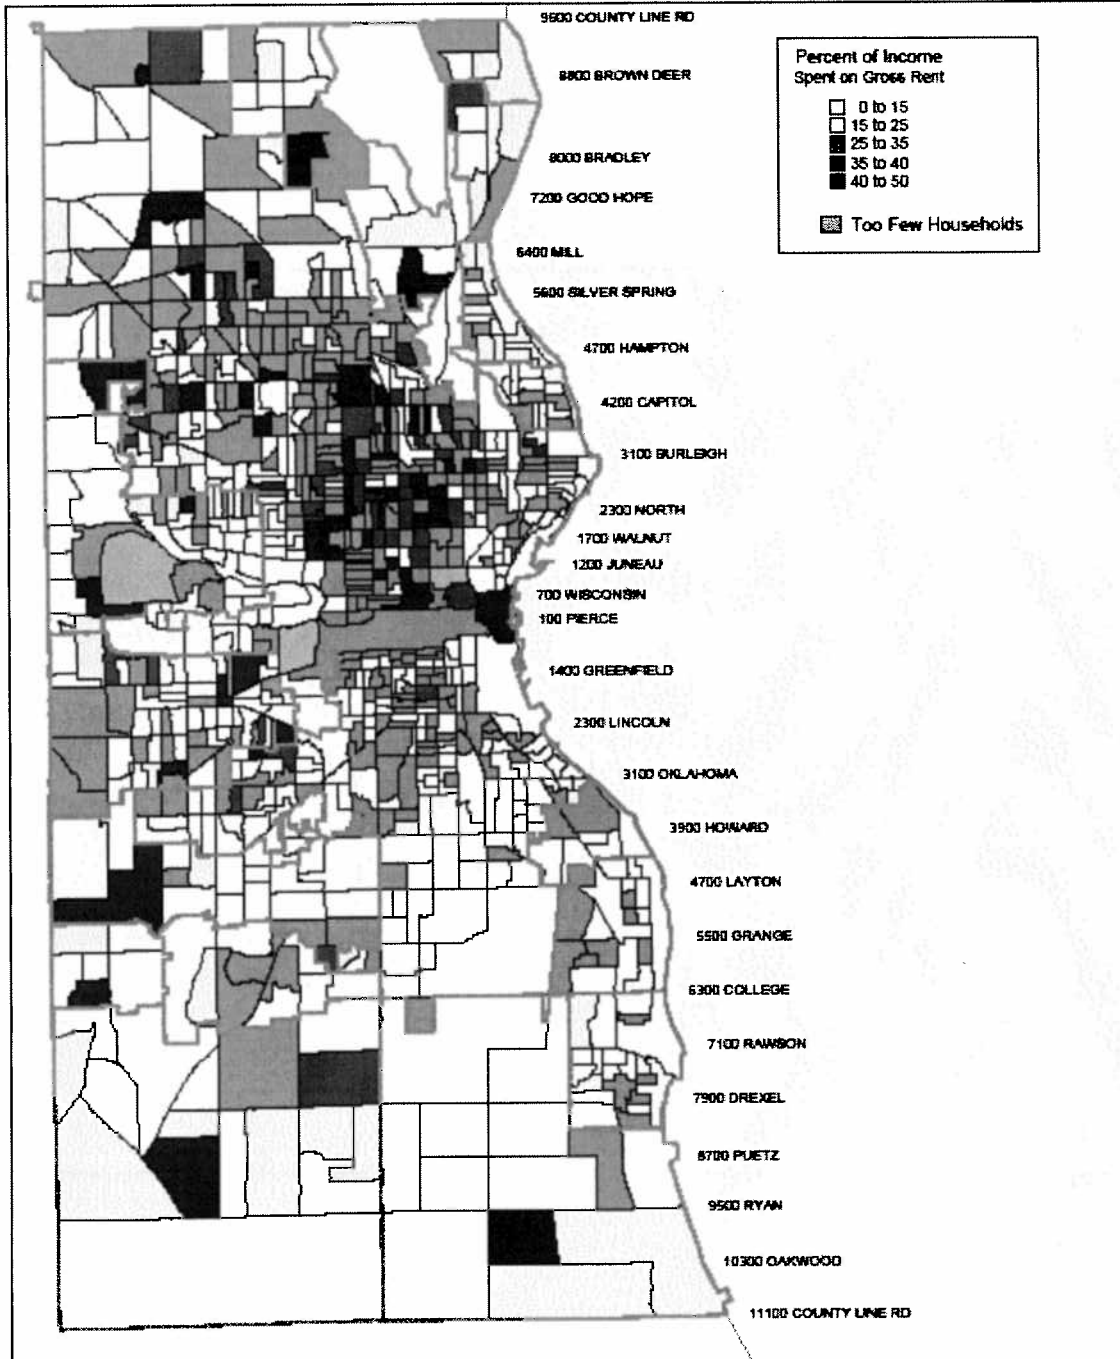 9600 COUNTY LINE RD
Percent of Income
Spent on Gross Rent
8800 BROWN DEER
0 to 15
15 to 25
25 to 35
35 to 40
40 to 50
8000 BRADLEY
7200 GOOD HOPE
Too Few Households
6400 MILL
5600 SILVER SPRING
4700 HAMPTON
4200 CAPITOL
3100 BURLEIGH
2300 NORTH
1700 WALNUT
1200 JUNEAU
700 WISCONSIN
100 PIERCE
1400 GREENFIELD
2300 LINCOLN
3100 OKLAHOMA
3900 HOWARD
4700 LAYTON
5500 GRANGE
6300 COLLEGE
7100 RAWSON
7900 DREXEL
8700 PUETZ
9500 RYAN
10300 OAKWOOD
11100 COUNTY LINE RD